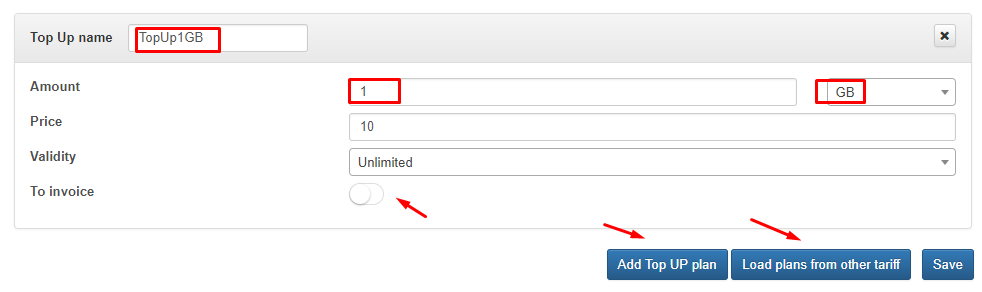 Top Up name TopUp1GB
Amount 1 GB
Price 10
Validity Unlimited
To invoice
Add Top UP plan Load plans from other tariff Save